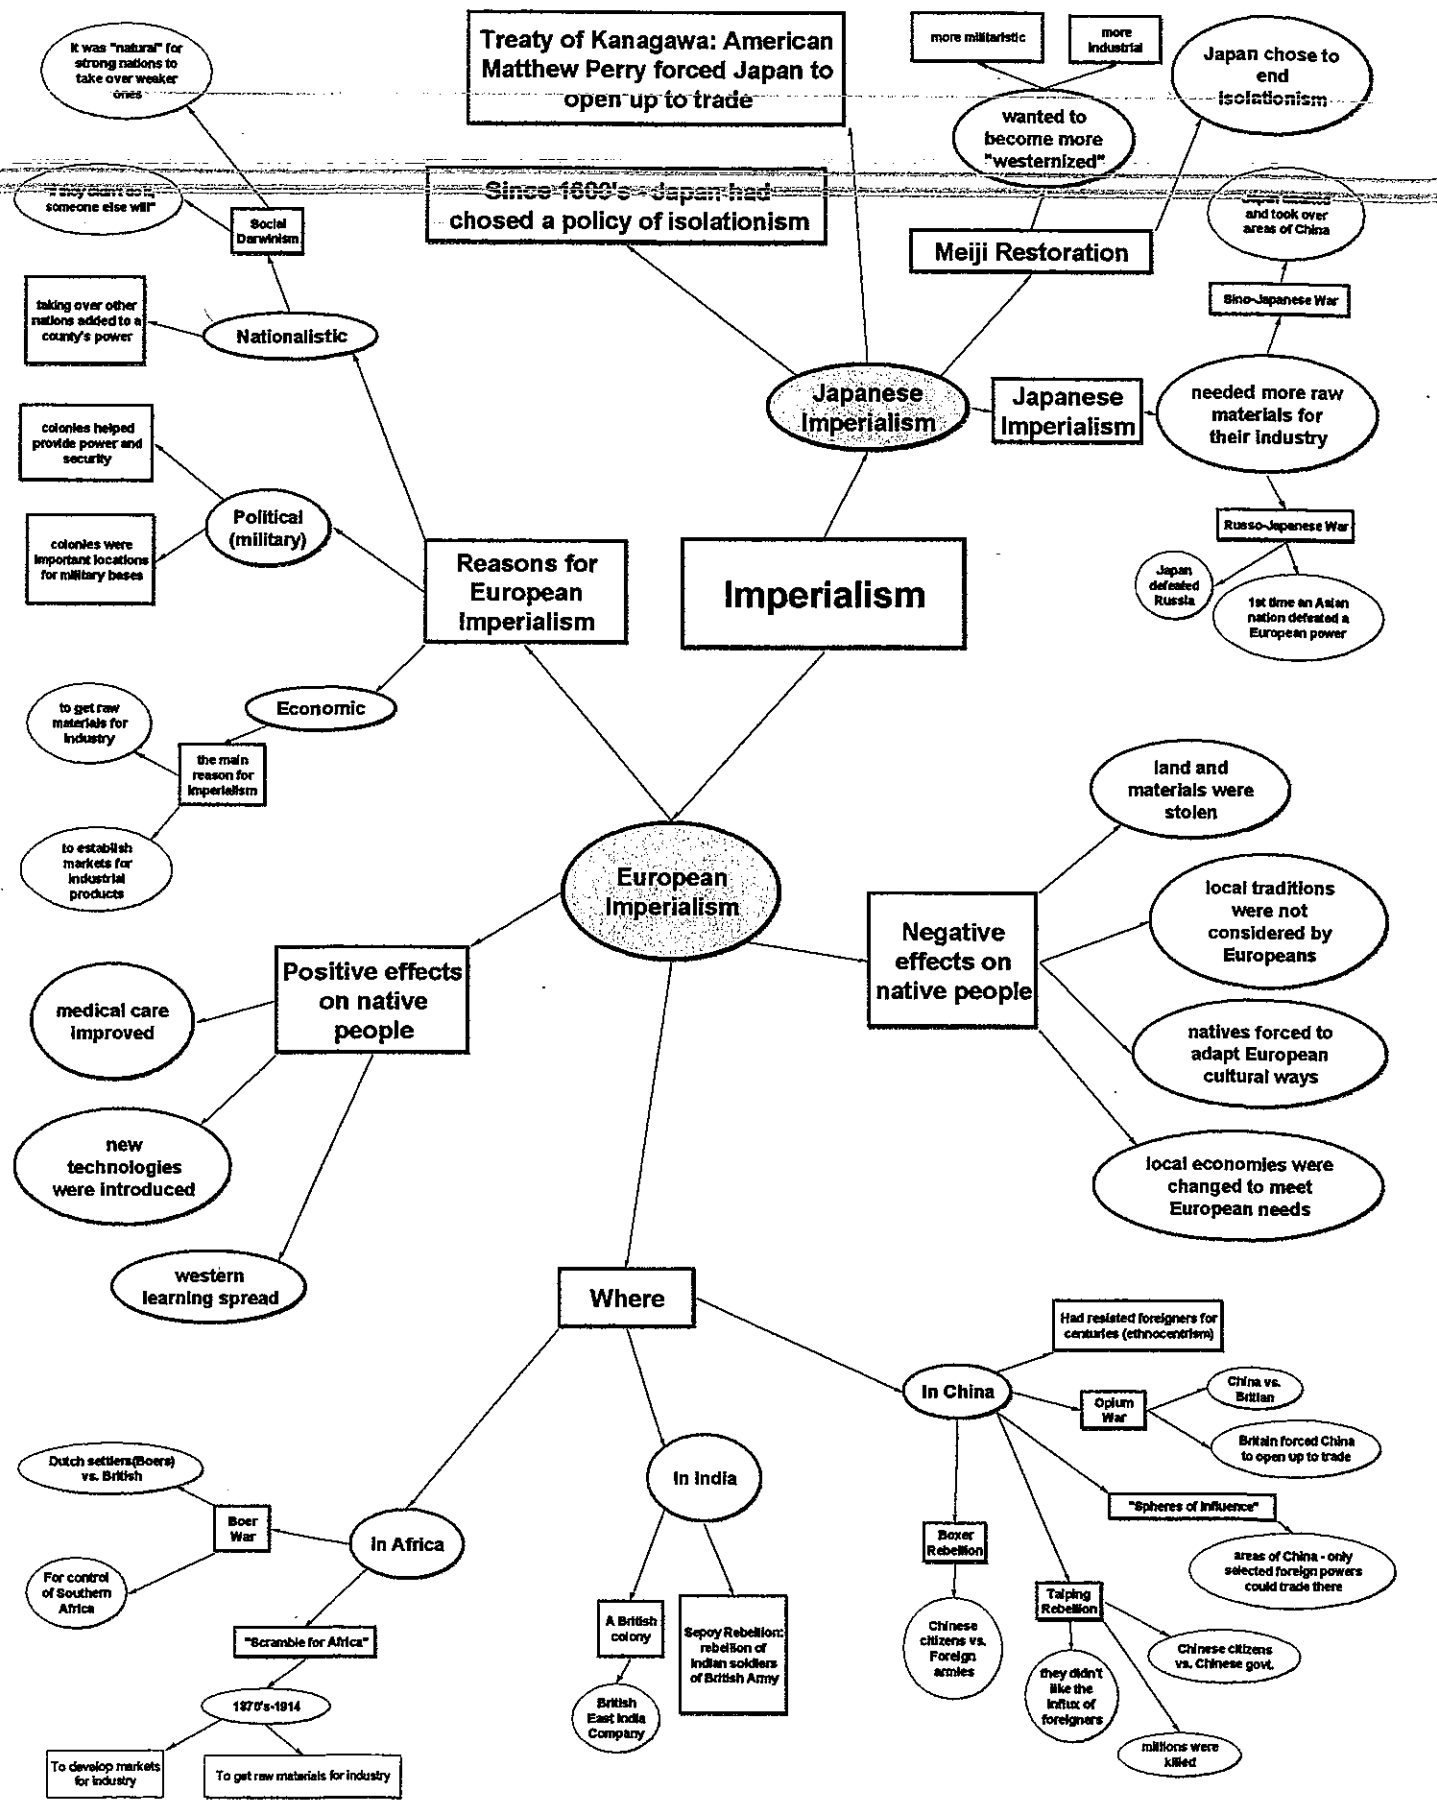 It was "natural" for
strong nations to
take over weaker
ones
Treaty of Kanagawa: American
Matthew Perry forced Japan to
open up to trade
more militaristic
more
industrial
Japan chose to
end
isolationism
wanted to
become more
"westernized"
someone else will"
Social
Darwinism
Since 1600's - Japan had
chosed a policy of isolationism
Meiji Restoration
and took over
areas of China
Sino-Japanese War
taking over other
nations added to a
county's power
Nationalistic
Japanese
Imperialism
Japanese
Imperialism
needed more raw
materials for
their industry
colonies helped
provide power and
security
Political
(military)
colonies were
important locations
for military bases
Reasons for
European
Imperialism
Imperialism
Russo-Japanese War
Japan
defeated
Russia
1st time an Asian
nation defeated a
European power
Economic
to get raw
materials for
industry
the main
reason for
imperialism
to establish
markets for
industrial
products
European
Imperialism
land and
materials were
stolen
local traditions
were not
considered by
Europeans
Negative
effects on
native people
natives forced to
adapt European
cultural ways
local economies were
changed to meet
European needs
Positive effects
on native
people
medical care
improved
new
technologies
were introduced
western
learning spread
Where
Had resisted foreigners for
centuries (ethnocentrism)
In China
Opium
War
China vs.
Britian
Britain forced China
to open up to trade
"Spheres of Influence"
areas of China - only
selected foreign powers
could trade there
Boxer
Rebellion
Chinese
citizens vs.
Foreign
armies
Taiping
Rebellion
they didn't
like the
influx of
foreigners
Chinese citizens
vs. Chinese govt.
millions were
killed
In India
A British
colony
British
East India
Company
Sepoy Rebellion:
rebellion of
Indian soldiers
of British Army
In Africa
Boer
War
Dutch settlers(Boers)
vs. British
For control
of Southern
Africa
"Scramble for Africa"
1870's-1914
To develop markets
for industry
To get raw materials for industry